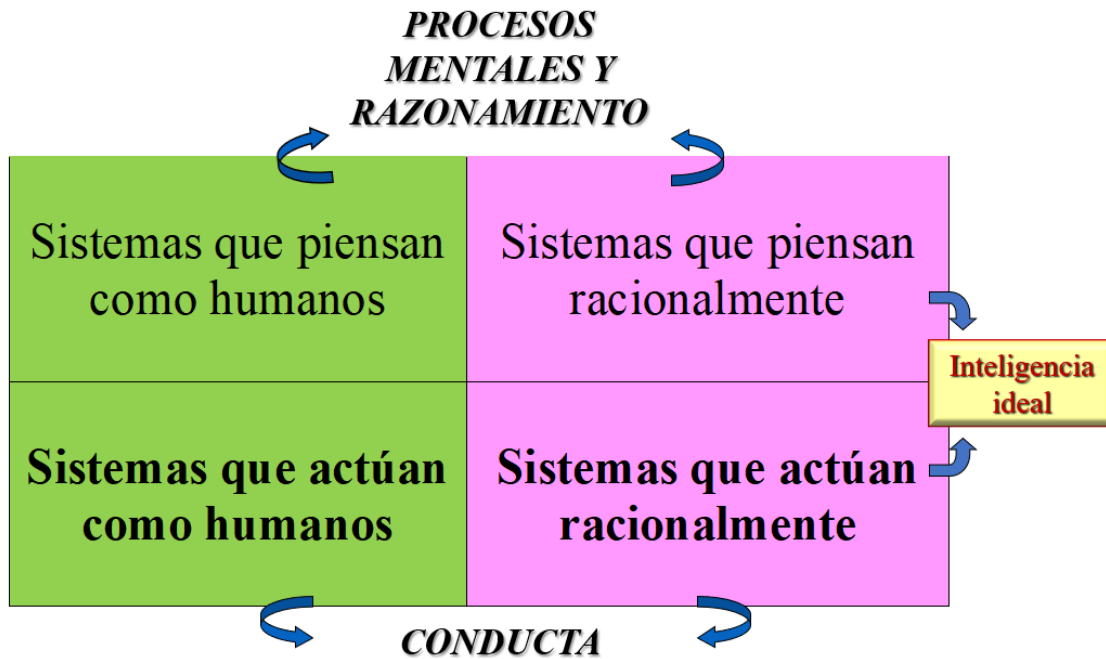 PROCESOS
MENTALES Y
RAZONAMIENTO
Sistemas que piensan
como humanos
Sistemas que piensan
racionalmente
Inteligencia
ideal
Sistemas que actúan
como humanos
Sistemas que actúan
racionalmente
CONDUCTA